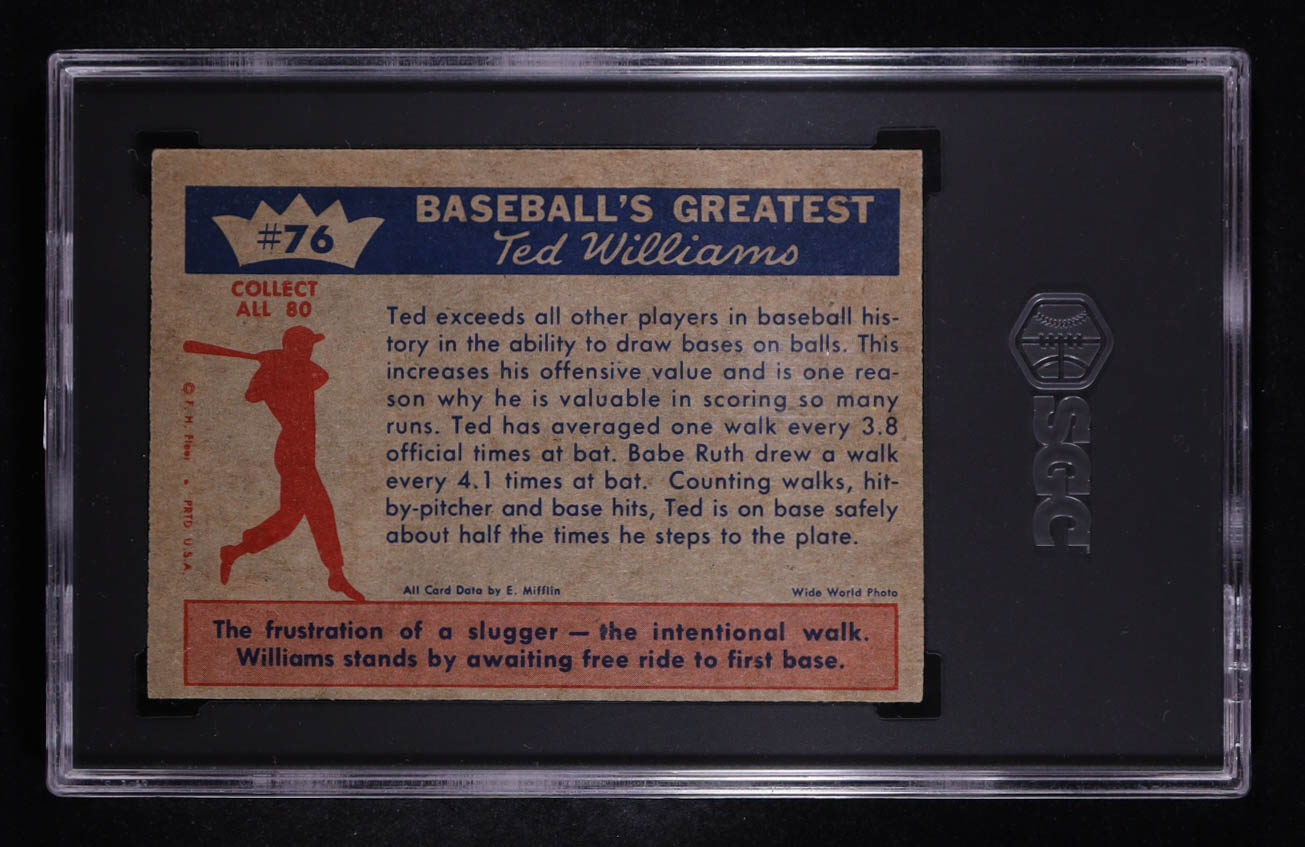 #76
BASEBALL'S GREATEST
Ted Williams
COLLECT
ALL 80
Ted exceeds all other players in baseball his-
tory in the ability to draw bases on balls. This
increases his offensive value and is one rea-
son why he is valuable in scoring so many
runs. Ted has averaged one walk every 3.8
official times at bat. Babe Ruth drew a walk
every 4.1 times at bat. Counting walks, hit-
by-pitcher and base hits, Ted is on base safely
about half the times he steps to the plate.
© F. H. Fleer • PRTD. U.S.A.
All Card Data by E. Mifflin
Wide World Photo
The frustration of a slugger — the intentional walk.
Williams stands by awaiting free ride to first base.
SGC